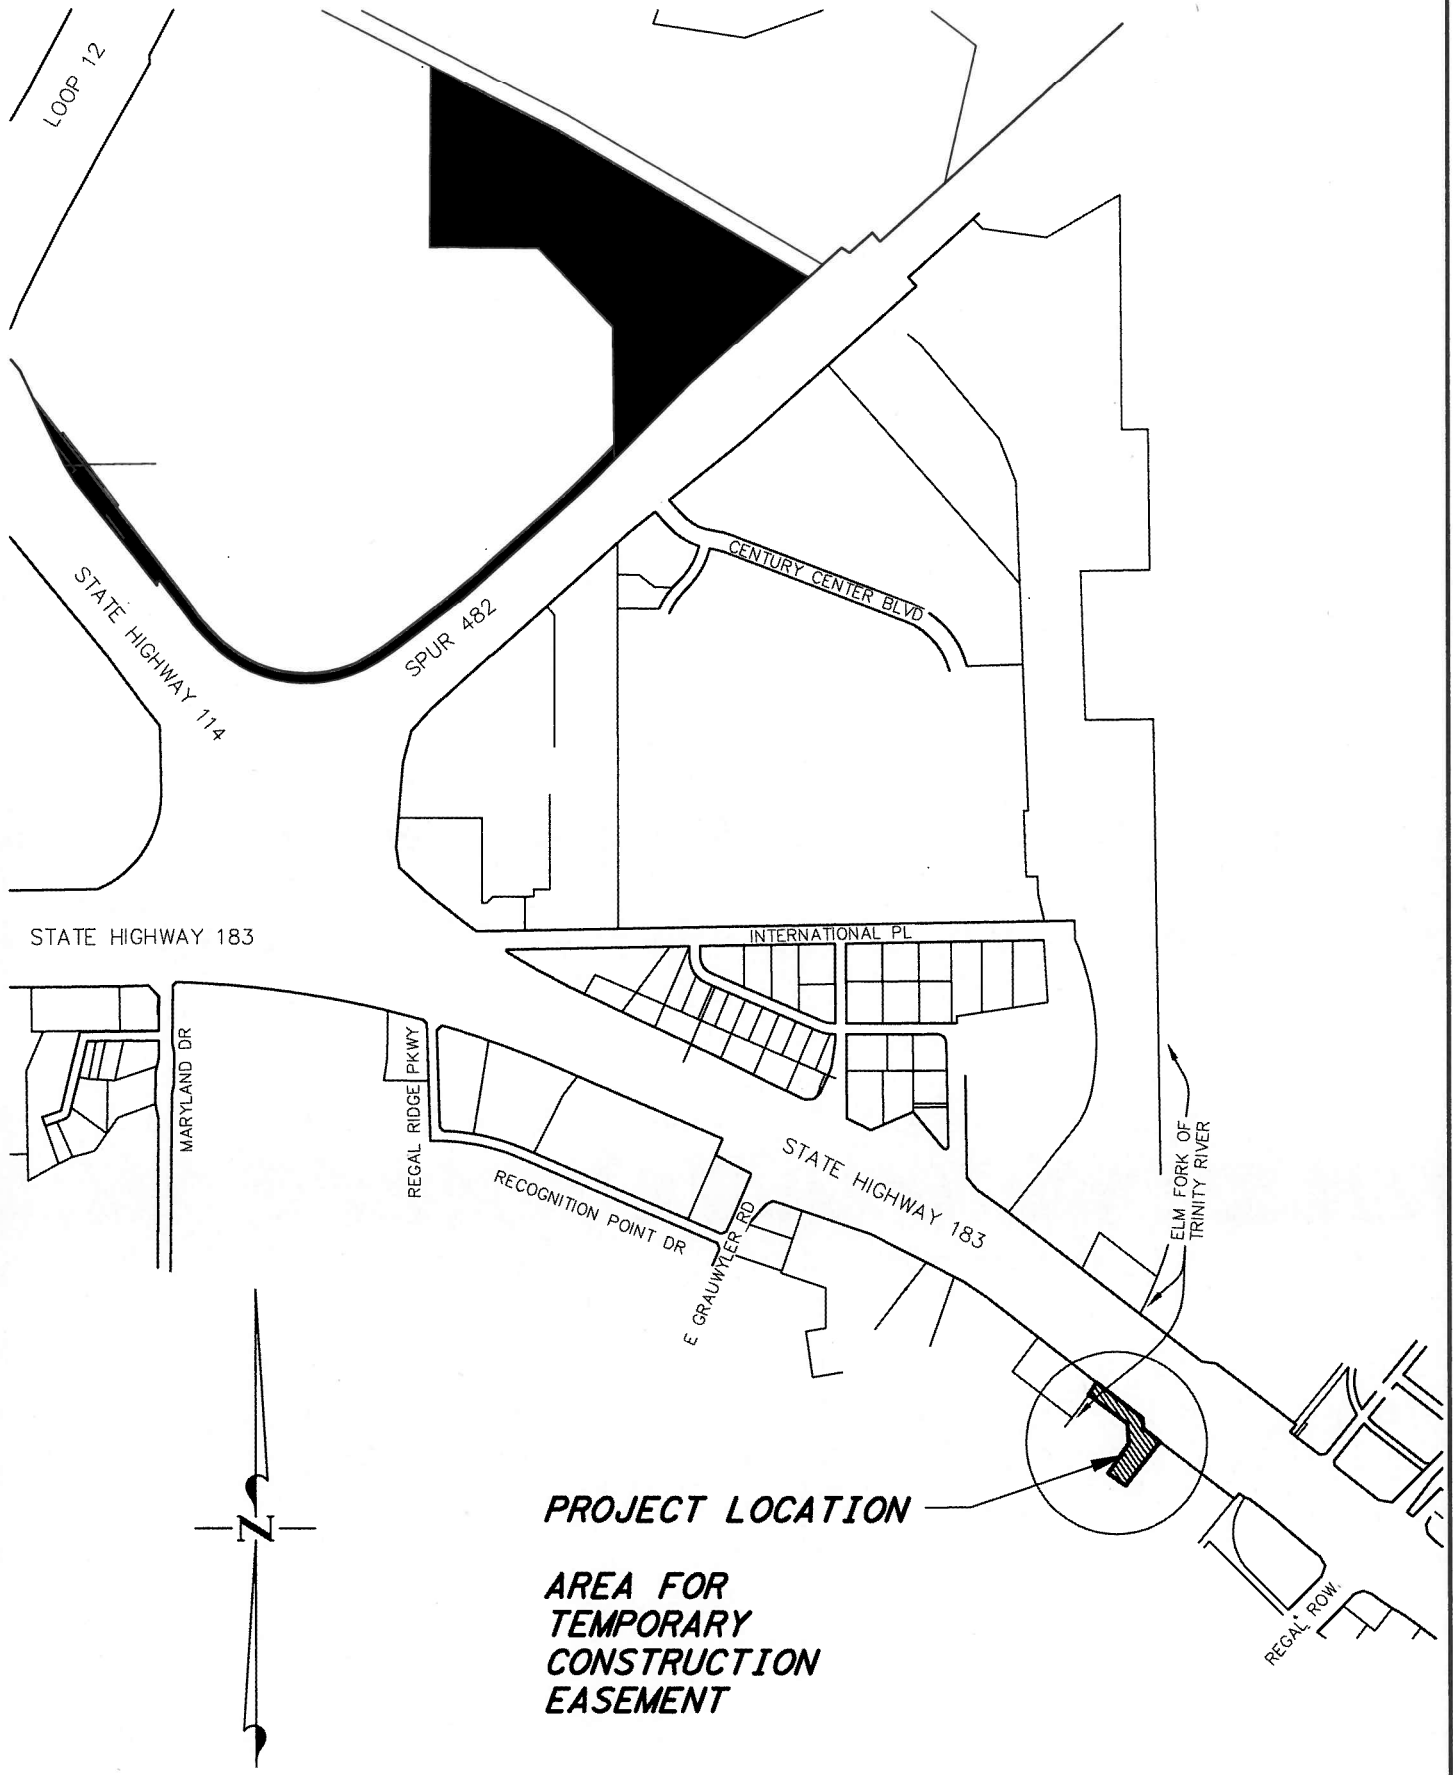 LOOP 12
CENTURY CENTER BLVD
STATE HIGHWAY 114
SPUR 482
STATE HIGHWAY 183
INTERNATIONAL PL
MARYLAND DR
REGAL RIDGE PKWY
RECOGNITION POINT DR
E GRAUWYLER RD
STATE HIGHWAY 183
ELM FORK OF
TRINITY RIVER
PROJECT LOCATION
N
AREA FOR
TEMPORARY
CONSTRUCTION
EASEMENT
REGAL ROW.